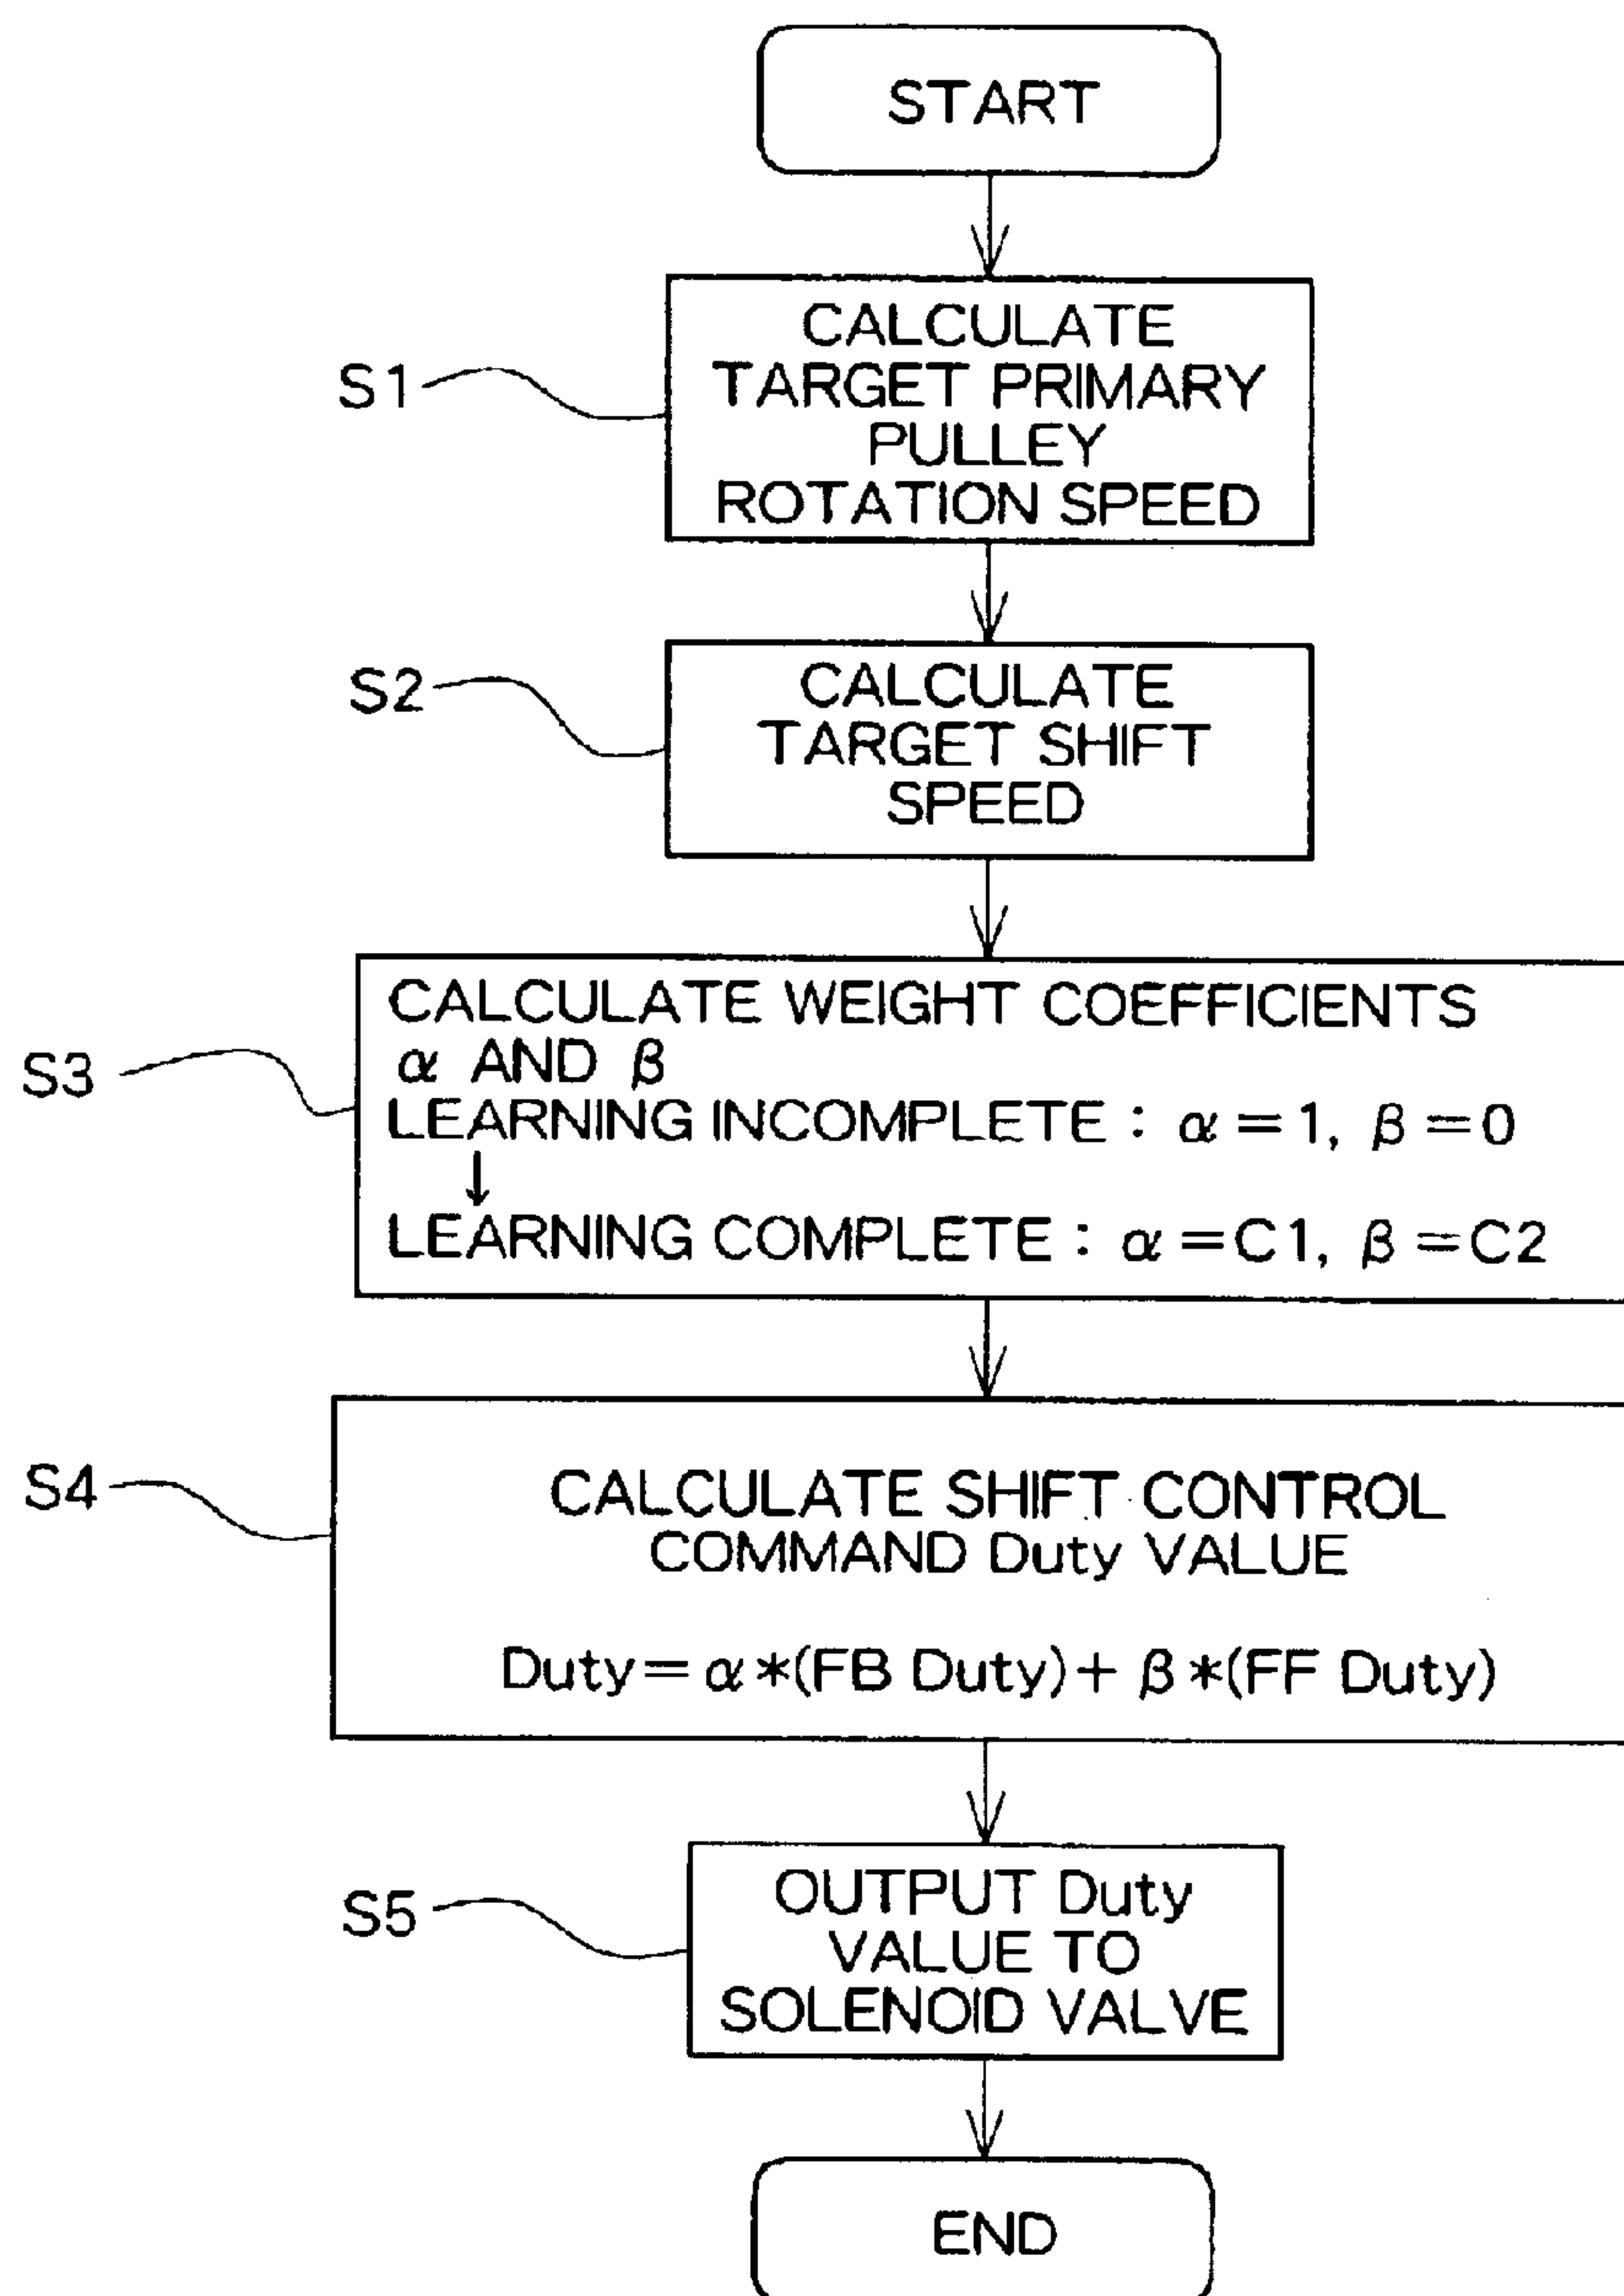 START
S1
CALCULATE
TARGET PRIMARY
PULLEY
ROTATION SPEED
S2
CALCULATE
TARGET SHIFT
SPEED
S3
CALCULATE WEIGHT COEFFICIENTS
α AND β
LEARNING INCOMPLETE : α=1, β=0
↓
LEARNING COMPLETE : α=C1, β=C2
S4
CALCULATE SHIFT CONTROL
COMMAND Duty VALUE
Duty=α*(FB Duty)+ β*(FF Duty)
S5
OUTPUT Duty
VALUE TO
SOLENOID VALVE
END